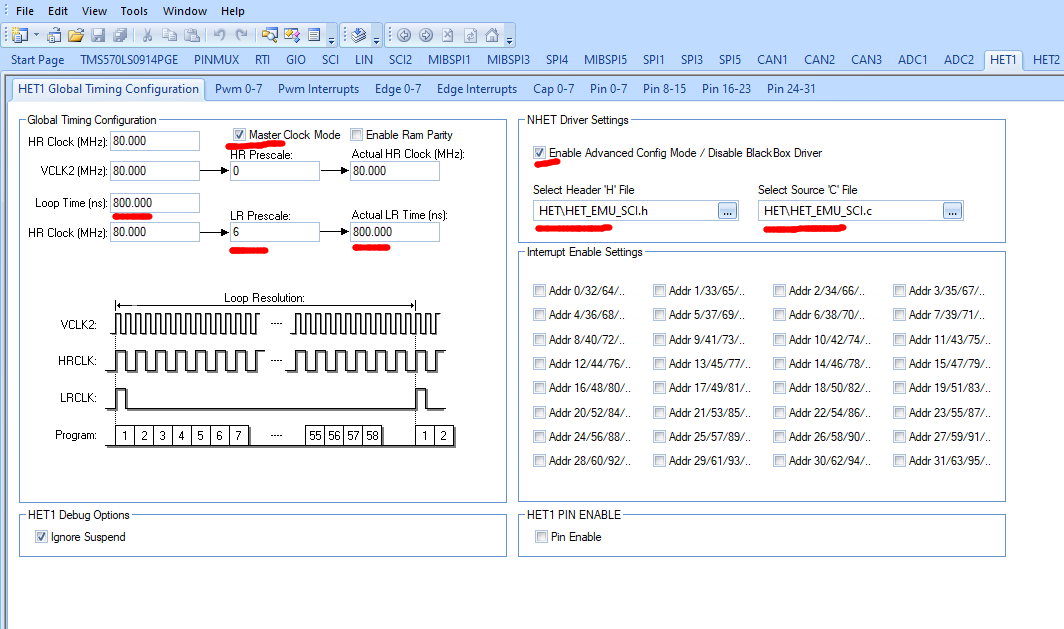 File Edit View Tools Window Help
Start Page TMS570LS0914PGE PINMUX RTI GIO SCI LIN SCI2 MIBSPI1 MIBSPI3 SPI4 MIBSPI5 SPI1 SPI3 SPI5 CAN1 CAN2 CAN3 ADC1 ADC2 HET1 HET2
HET1 Global Timing Configuration Pwm 0-7 Pwm Interrupts Edge 0-7 Edge Interrupts Cap 0-7 Pin 0-7 Pin 8-15 Pin 16-23 Pin 24-31
Global Timing Configuration
Master Clock Mode Enable Ram Parity
HR Clock (MHz): 80.000
HR Prescale: Actual HR Clock (MHz):
VCLK2 (MHz): 80.000 0 80.000
Loop Time (ns): 800.000
LR Prescale: Actual LR Time (ns):
HR Clock (MHz): 80.000 6 800.000
Loop Resolution:
VCLK2: ....
HRCLK: ....
LRCLK:
Program: 1 2 3 4 5 6 7 .... 55 56 57 58 1 2
HET1 Debug Options
Ignore Suspend
NHET Driver Settings
Enable Advanced Config Mode / Disable BlackBox Driver
Select Header 'H' File Select Source 'C' File
HET\HET_EMU_SCI.h ... HET\HET_EMU_SCI.c ...
Interrupt Enable Settings
Addr 0/32/64/.. Addr 1/33/65/.. Addr 2/34/66/.. Addr 3/35/67/..
Addr 4/36/68/.. Addr 5/37/69/.. Addr 6/38/70/.. Addr 7/39/71/..
Addr 8/40/72/.. Addr 9/41/73/.. Addr 10/42/74/.. Addr 11/43/75/..
Addr 12/44/76/.. Addr 13/45/77/.. Addr 14/46/78/.. Addr 15/47/79/..
Addr 16/48/80/.. Addr 17/49/81/.. Addr 18/50/82/.. Addr 19/51/83/..
Addr 20/52/84/.. Addr 21/53/85/.. Addr 22/54/86/.. Addr 23/55/87/..
Addr 24/56/88/.. Addr 25/57/89/.. Addr 26/58/90/.. Addr 27/59/91/..
Addr 28/60/92/.. Addr 29/61/93/.. Addr 30/62/94/.. Addr 31/63/95/..
HET1 PIN ENABLE
Pin Enable